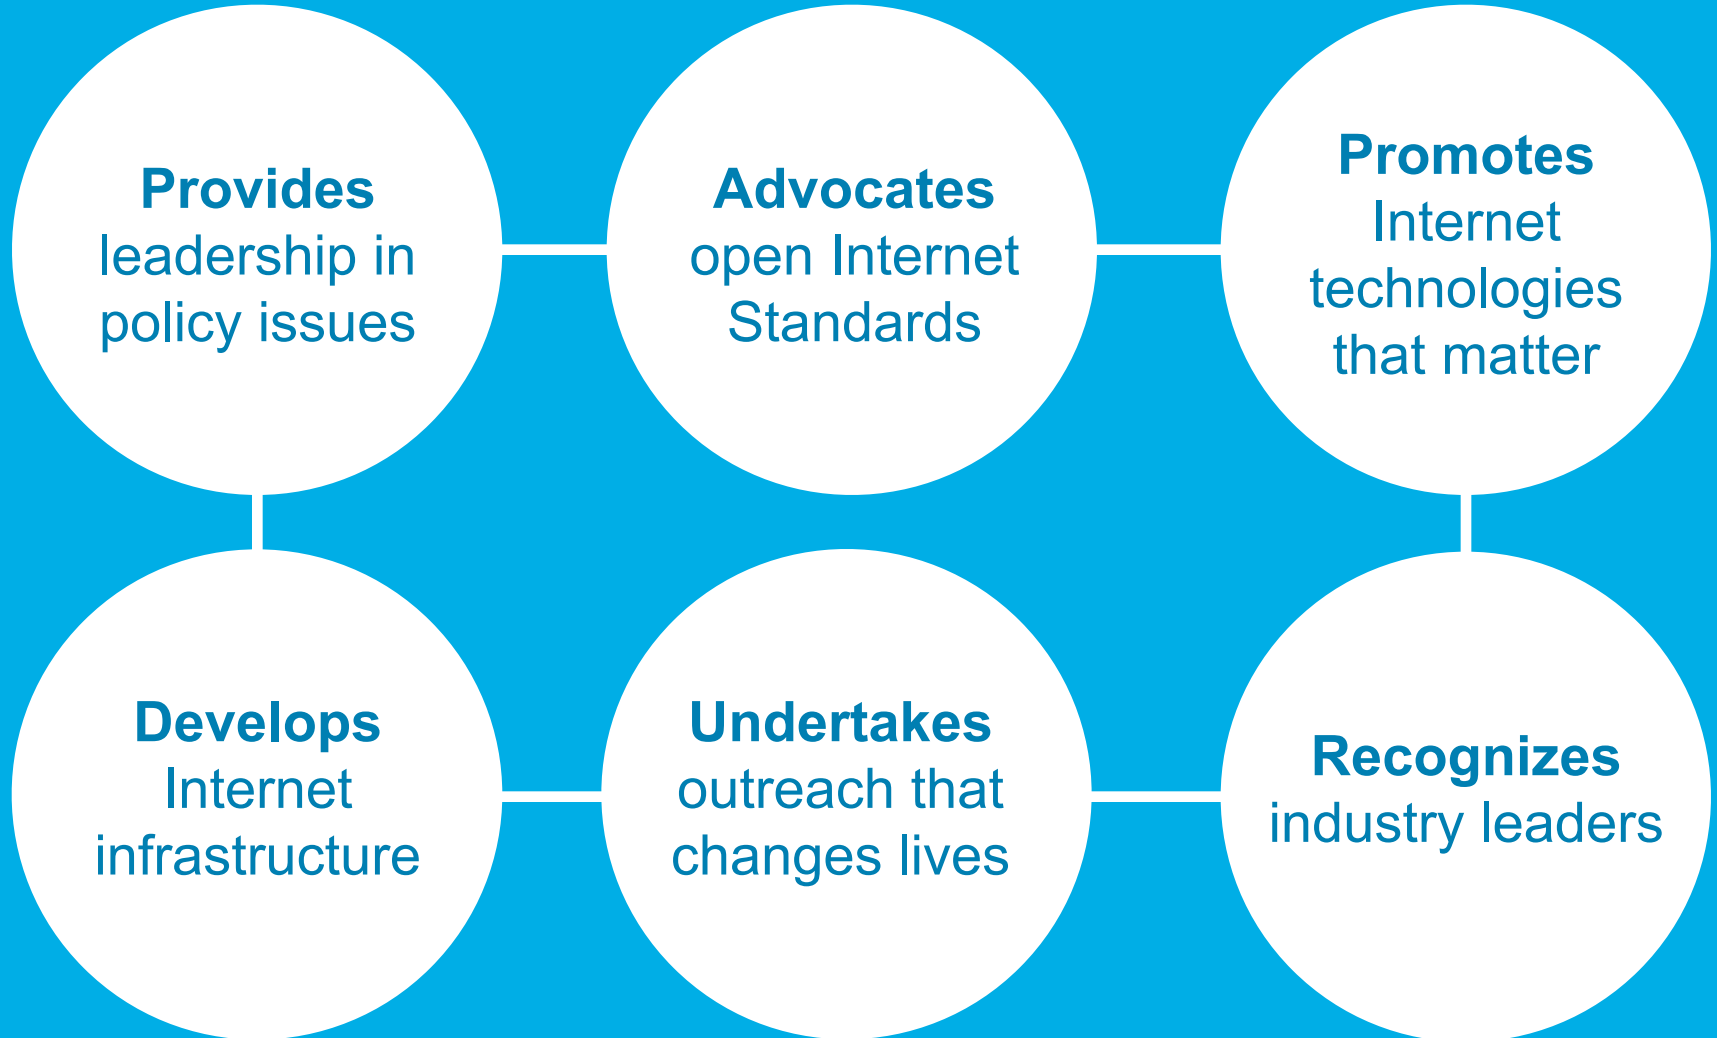 Provides
leadership in
policy issues
Advocates
open Internet
Standards
Promotes
Internet
technologies
that matter
Develops
Internet
infrastructure
Undertakes
outreach that
changes lives
Recognizes
industry leaders